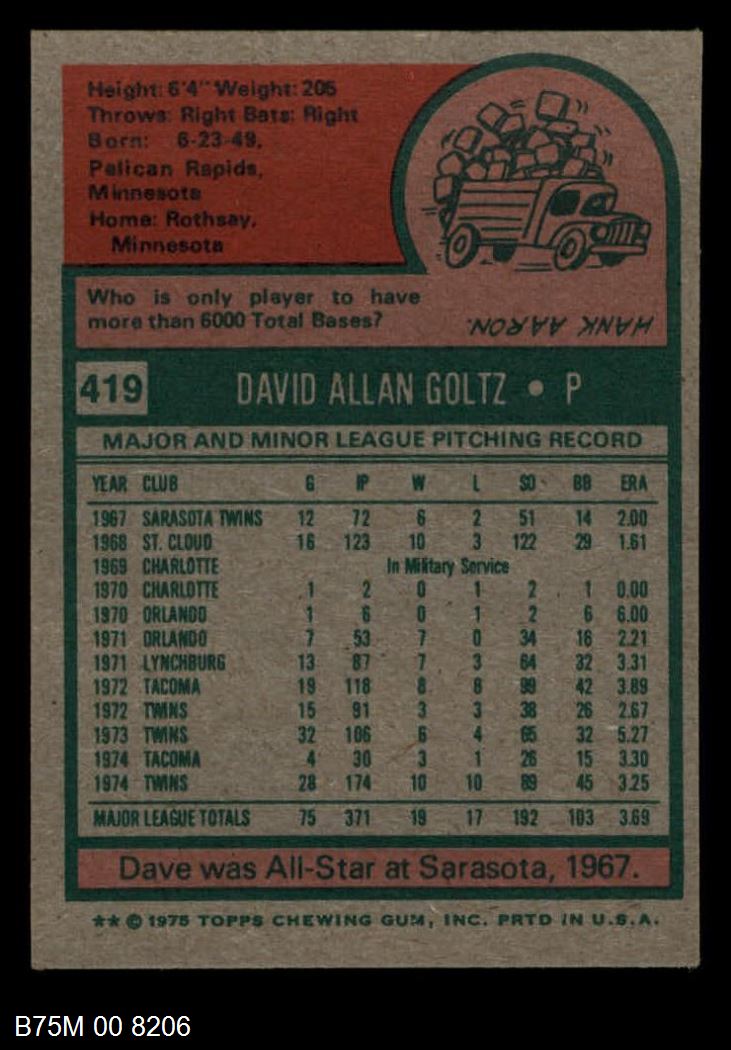 Height: 6'4" Weight: 205
Throws: Right Bats: Right
Born: 6-23-49,
Pelican Rapids,
Minnesota
Home: Rothsay,
Minnesota
Who is only player to have
more than 6000 Total Bases?
HANK AARON.
419 DAVID ALLAN GOLTZ • P
MAJOR AND MINOR LEAGUE PITCHING RECORD
YEAR CLUB G IP W L SO BB ERA
1967 SARASOTA TWINS 12 72 6 2 51 14 2.00
1968 ST. CLOUD 16 123 10 3 122 29 1.61
1969 CHARLOTTE In Military Service
1970 CHARLOTTE 1 2 0 1 2 1 0.00
1970 ORLANDO 1 6 0 1 2 6 6.00
1971 ORLANDO 7 53 7 0 34 16 2.21
1971 LYNCHBURG 13 87 7 3 64 32 3.31
1972 TACOMA 19 118 8 8 99 42 3.89
1972 TWINS 15 91 3 3 38 26 2.67
1973 TWINS 32 106 6 4 65 32 5.27
1974 TACOMA 4 30 3 1 26 15 3.30
1974 TWINS 28 174 10 10 89 45 3.25
MAJOR LEAGUE TOTALS 75 371 19 17 192 103 3.69
Dave was All-Star at Sarasota, 1967.
** © 1975 TOPPS CHEWING GUM, INC. PRTD IN U.S.A.
B75M 00 8206